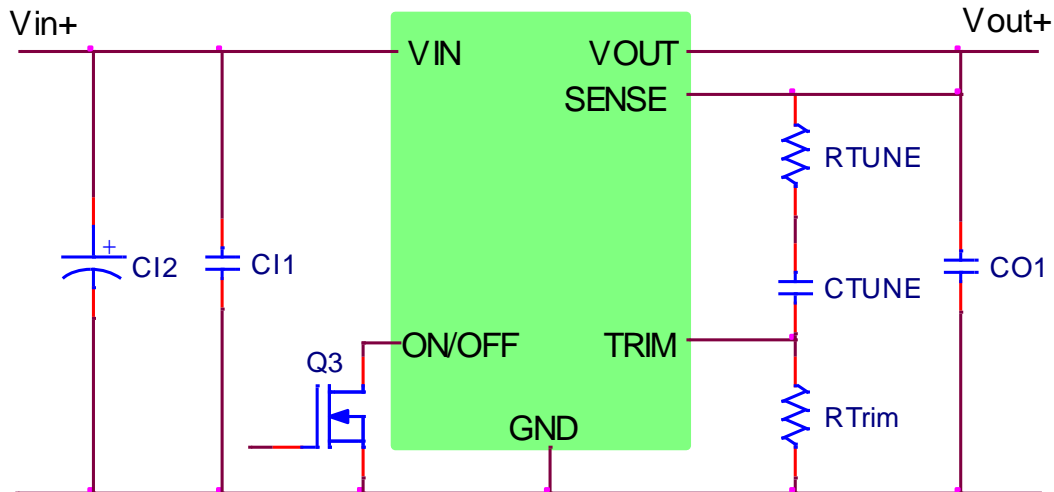 Vin+
Vout+
VIN
VOUT
SENSE
RTUNE
+
CI2
CI1
CTUNE
CO1
ON/OFF
TRIM
Q3
RTrim
GND